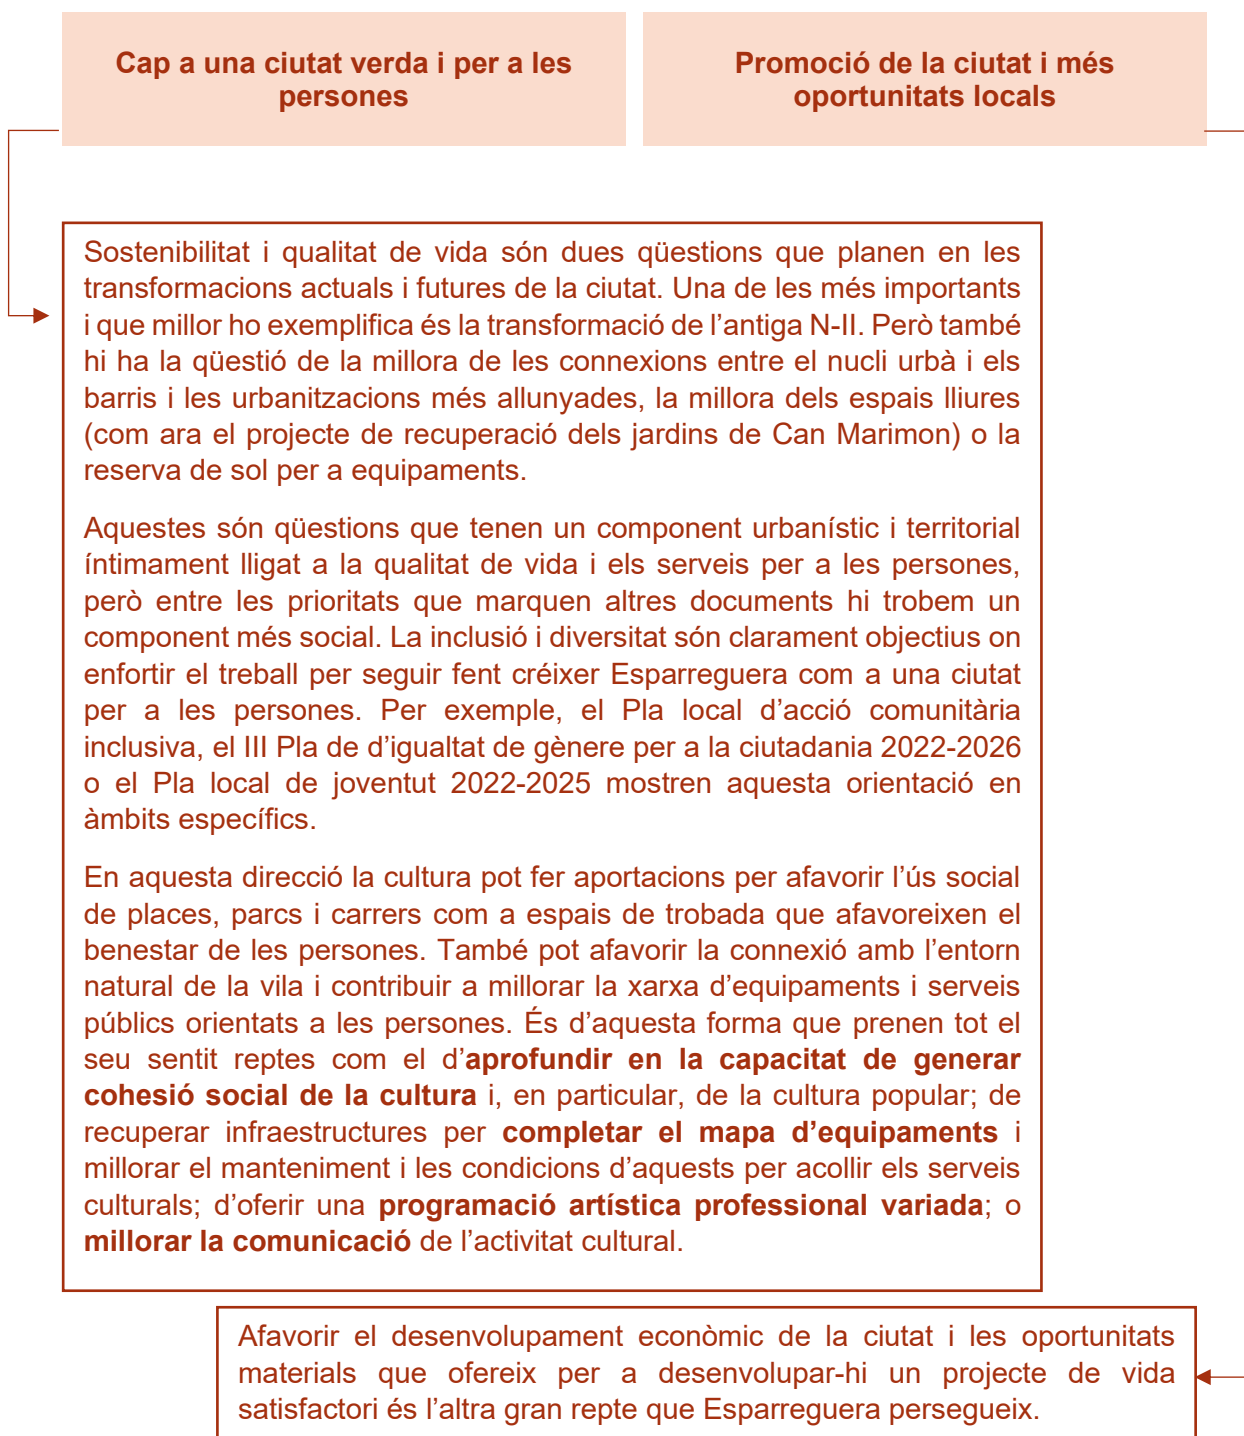 Cap a una ciutat verda i per a les
persones
Promoció de la ciutat i més
oportunitats locals
Sostenibilitat i qualitat de vida són dues qüestions que planen en les
transformacions actuals i futures de la ciutat. Una de les més importants
i que millor ho exemplifica és la transformació de l’antiga N-II. Però també
hi ha la qüestió de la millora de les connexions entre el nucli urbà i els
barris i les urbanitzacions més allunyades, la millora dels espais lliures
(com ara el projecte de recuperació dels jardins de Can Marimon) o la
reserva de sol per a equipaments.
Aquestes són qüestions que tenen un component urbanístic i territorial
íntimament lligat a la qualitat de vida i els serveis per a les persones,
però entre les prioritats que marquen altres documents hi trobem un
component més social. La inclusió i diversitat són clarament objectius on
enfortir el treball per seguir fent créixer Esparreguera com a una ciutat
per a les persones. Per exemple, el Pla local d’acció comunitària
inclusiva, el III Pla de d’igualtat de gènere per a la ciutadania 2022-2026
o el Pla local de joventut 2022-2025 mostren aquesta orientació en
àmbits específics.
En aquesta direcció la cultura pot fer aportacions per afavorir l’ús social
de places, parcs i carrers com a espais de trobada que afavoreixen el
benestar de les persones. També pot afavorir la connexió amb l’entorn
natural de la vila i contribuir a millorar la xarxa d’equipaments i serveis
públics orientats a les persones. És d’aquesta forma que prenen tot el
seu sentit reptes com el d’aprofundir en la capacitat de generar
cohesió social de la cultura i, en particular, de la cultura popular; de
recuperar infraestructures per completar el mapa d’equipaments i
millorar el manteniment i les condicions d’aquests per acollir els serveis
culturals; d’oferir una programació artística professional variada; o
millorar la comunicació de l’activitat cultural.
Afavorir el desenvolupament econòmic de la ciutat i les oportunitats
materials que ofereix per a desenvolupar-hi un projecte de vida
satisfactori és l’altra gran repte que Esparreguera persegueix.